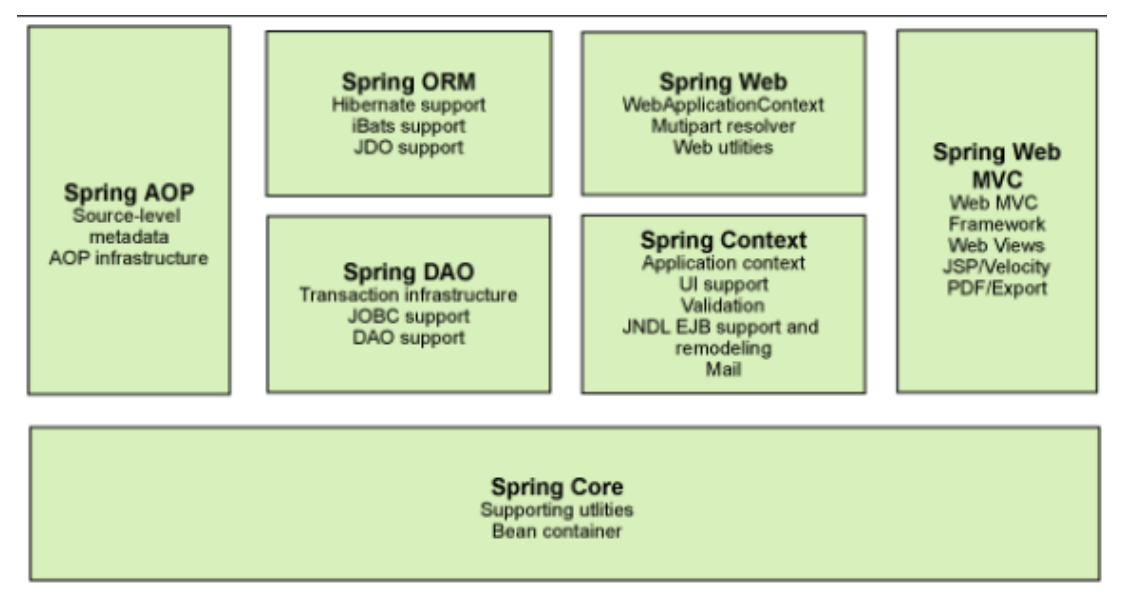 Spring AOP
Source-level
metadata
AOP infrastructure
Spring ORM
Hibernate support
iBats support
JDO support
Spring DAO
Transaction infrastructure
JOBC support
DAO support
Spring Web
WebApplicationContext
Mutipart resolver
Web utlities
Spring Context
Application context
UI support
Validation
JNDL EJB support and
remodeling
Mail
Spring Web
MVC
Web MVC
Framework
Web Views
JSP/Velocity
PDF/Export
Spring Core
Supporting utlities
Bean container